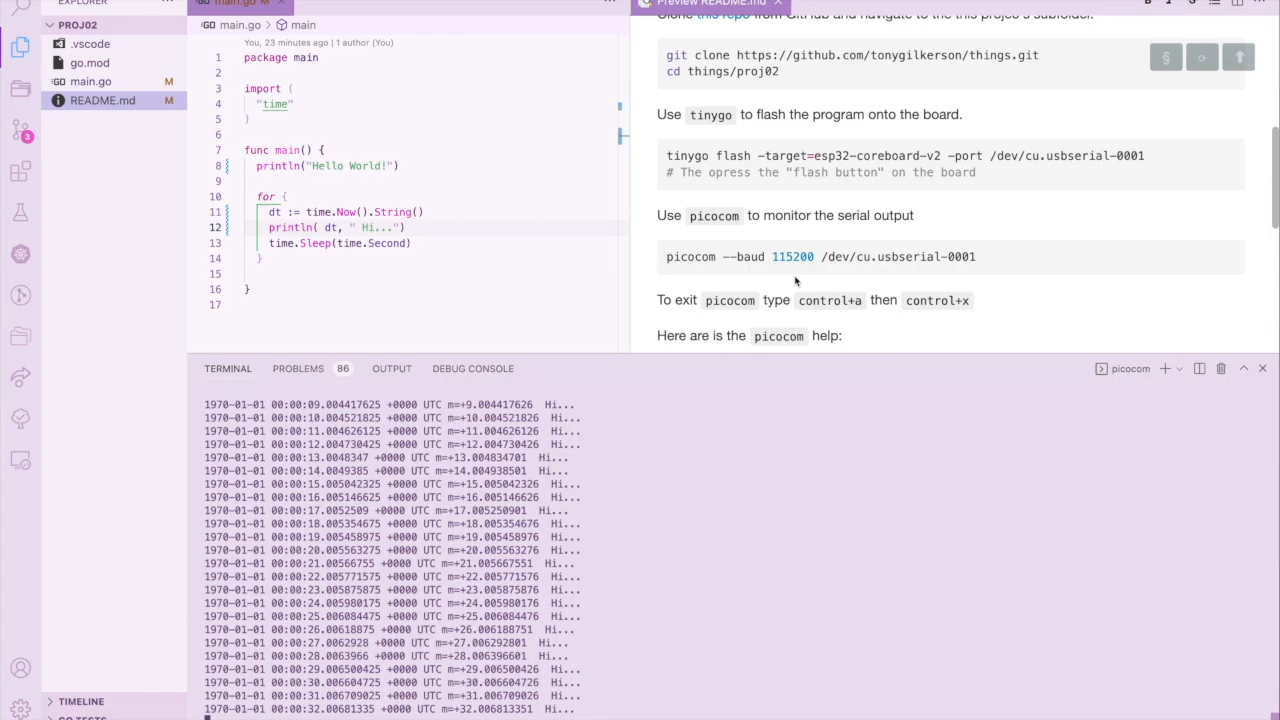 EXPLORER
PROJ02
.vscode
go.mod
main.go M
README.md M
3
TIMELINE
main.go M
main.go > main
You, 23 minutes ago | 1 author (You)
1 package main
2
3 import (
4 "time"
5 )
6
7 func main() {
8 println("Hello World!")
9
10 for {
11 dt := time.Now().String()
12 println( dt, " Hi...")
13 time.Sleep(time.Second)
14 }
15
16 }
17
Preview README.md
Clone this repo from GitHub and navigate to the this projec's subfolder.
git clone https://github.com/tonygilkerson/things.git
cd things/proj02
Use tinygo to flash the program onto the board.
tinygo flash -target=esp32-coreboard-v2 -port /dev/cu.usbserial-0001
# The opress the "flash button" on the board
Use picocom to monitor the serial output
picocom --baud 115200 /dev/cu.usbserial-0001
To exit picocom type control+a then control+x
Here are is the picocom help:
TERMINAL PROBLEMS 86 OUTPUT DEBUG CONSOLE
picocom
1970-01-01 00:00:09.004417625 +0000 UTC m=+9.004417626 Hi...
1970-01-01 00:00:10.004521825 +0000 UTC m=+10.004521826 Hi...
1970-01-01 00:00:11.004626125 +0000 UTC m=+11.004626126 Hi...
1970-01-01 00:00:12.004730425 +0000 UTC m=+12.004730426 Hi...
1970-01-01 00:00:13.0048347 +0000 UTC m=+13.004834701 Hi...
1970-01-01 00:00:14.0049385 +0000 UTC m=+14.004938501 Hi...
1970-01-01 00:00:15.005042325 +0000 UTC m=+15.005042326 Hi...
1970-01-01 00:00:16.005146625 +0000 UTC m=+16.005146626 Hi...
1970-01-01 00:00:17.0052509 +0000 UTC m=+17.005250901 Hi...
1970-01-01 00:00:18.005354675 +0000 UTC m=+18.005354676 Hi...
1970-01-01 00:00:19.005458975 +0000 UTC m=+19.005458976 Hi...
1970-01-01 00:00:20.005563275 +0000 UTC m=+20.005563276 Hi...
1970-01-01 00:00:21.00566755 +0000 UTC m=+21.005667551 Hi...
1970-01-01 00:00:22.005771575 +0000 UTC m=+22.005771576 Hi...
1970-01-01 00:00:23.005875875 +0000 UTC m=+23.005875876 Hi...
1970-01-01 00:00:24.005980175 +0000 UTC m=+24.005980176 Hi...
1970-01-01 00:00:25.006084475 +0000 UTC m=+25.006084476 Hi...
1970-01-01 00:00:26.00618875 +0000 UTC m=+26.006188751 Hi...
1970-01-01 00:00:27.0062928 +0000 UTC m=+27.006292801 Hi...
1970-01-01 00:00:28.0063966 +0000 UTC m=+28.006396601 Hi...
1970-01-01 00:00:29.006500425 +0000 UTC m=+29.006500426 Hi...
1970-01-01 00:00:30.006604725 +0000 UTC m=+30.006604726 Hi...
1970-01-01 00:00:31.006709025 +0000 UTC m=+31.006709026 Hi...
1970-01-01 00:00:32.00681335 +0000 UTC m=+32.006813351 Hi...